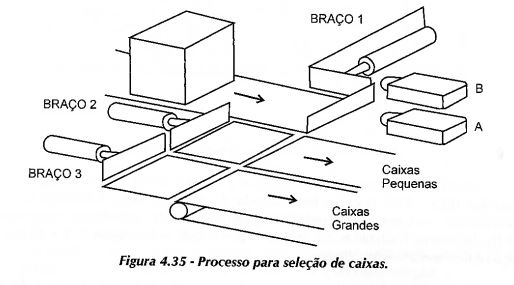 BRAÇO 1
BRAÇO 2
B
A
BRAÇO 3
Caixas
Pequenas
Caixas
Grandes
Figura 4.35 - Processo para seleção de caixas.